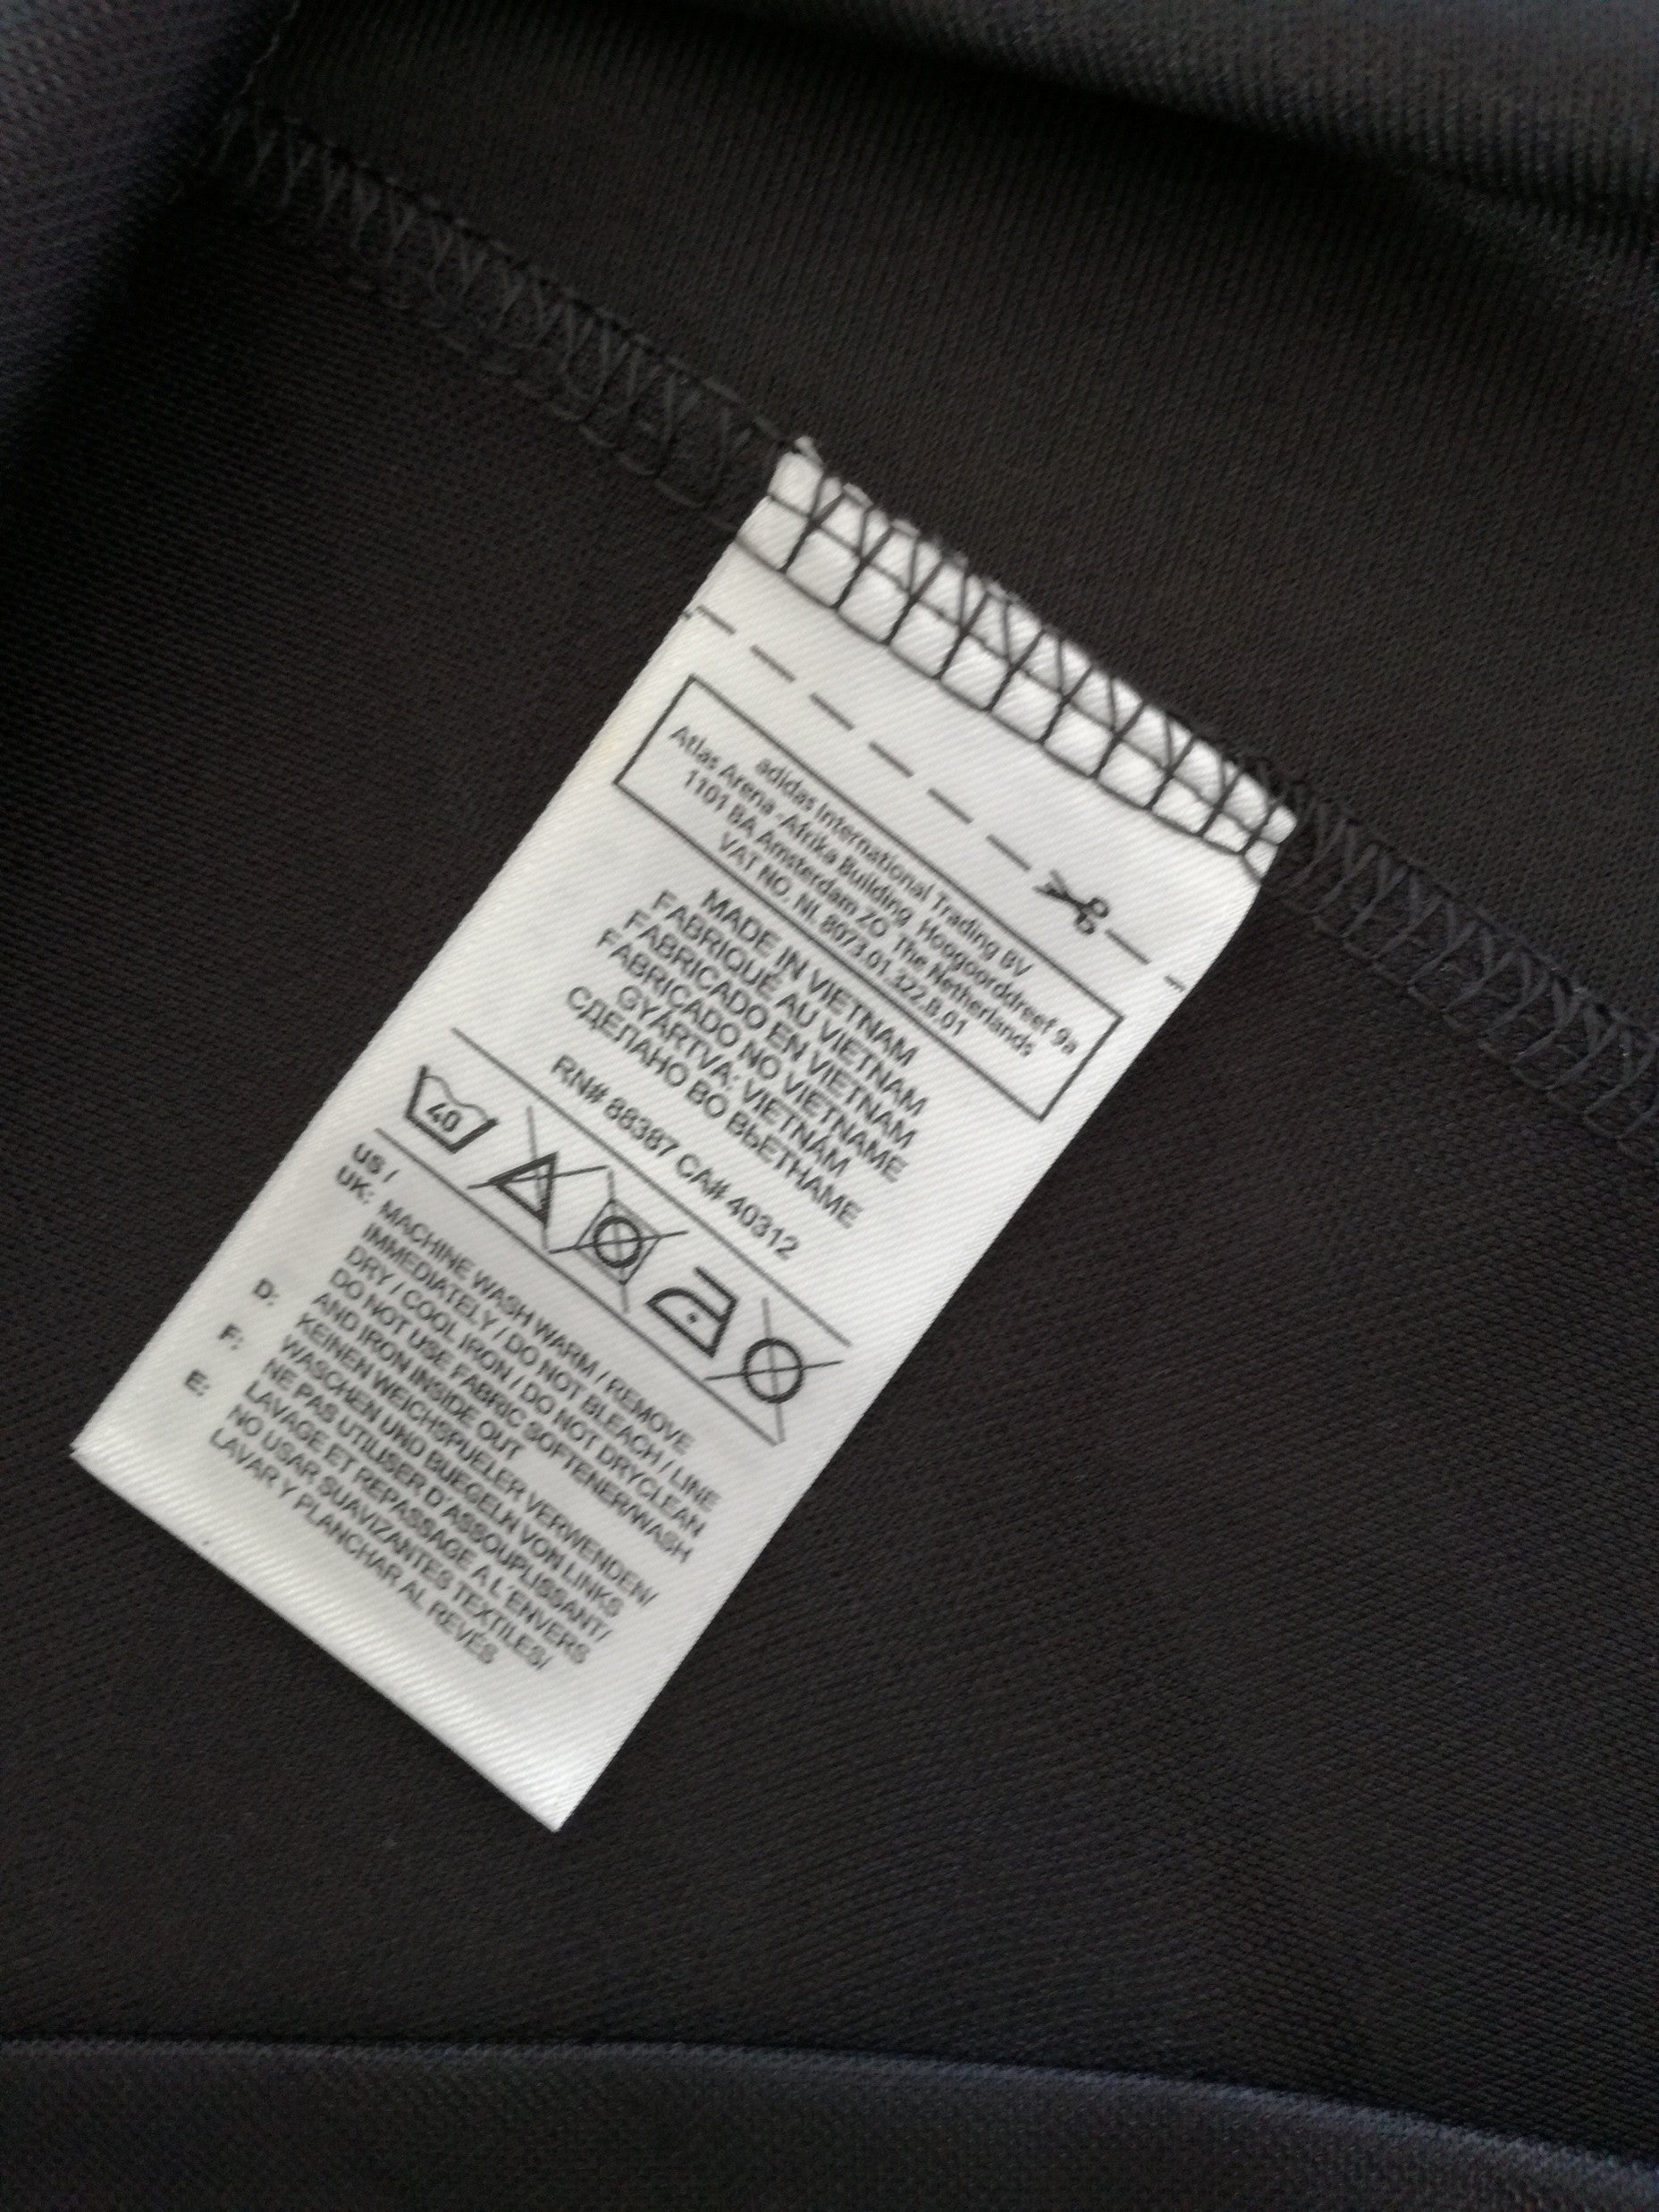 adidas International Trading BV
Atlas Arena -Afrika Building, Hoogoorddreef 9a
1101 BA Amsterdam ZO The Netherlands
VAT NO. NL 8073.01.322.B.01
MADE IN VIETNAM
FABRIQUÉ AU VIETNAM
FABRICADO EN VIETNAM
FABRICADO NO VIETNAME
GYÁRTVA: VIETNÁM
СДЕЛАНО ВО ВЬЕТНАМЕ
RN# 88387 CA# 40312
40
US /
UK: MACHINE WASH WARM / REMOVE
IMMEDIATELY / DO NOT BLEACH / LINE
DRY / COOL IRON / DO NOT DRYCLEAN
DO NOT USE FABRIC SOFTENER/WASH
AND IRON INSIDE OUT
D: KEINEN WEICHSPUELER VERWENDEN/
WASCHEN UND BUEGELN VON LINKS
F: NE PAS UTILISER D'ASSOUPLISSANT/
LAVAGE ET REPASSAGE A L'ENVERS
E: NO USAR SUAVIZANTES TEXTILES/
LAVAR Y PLANCHAR AL REVÉS